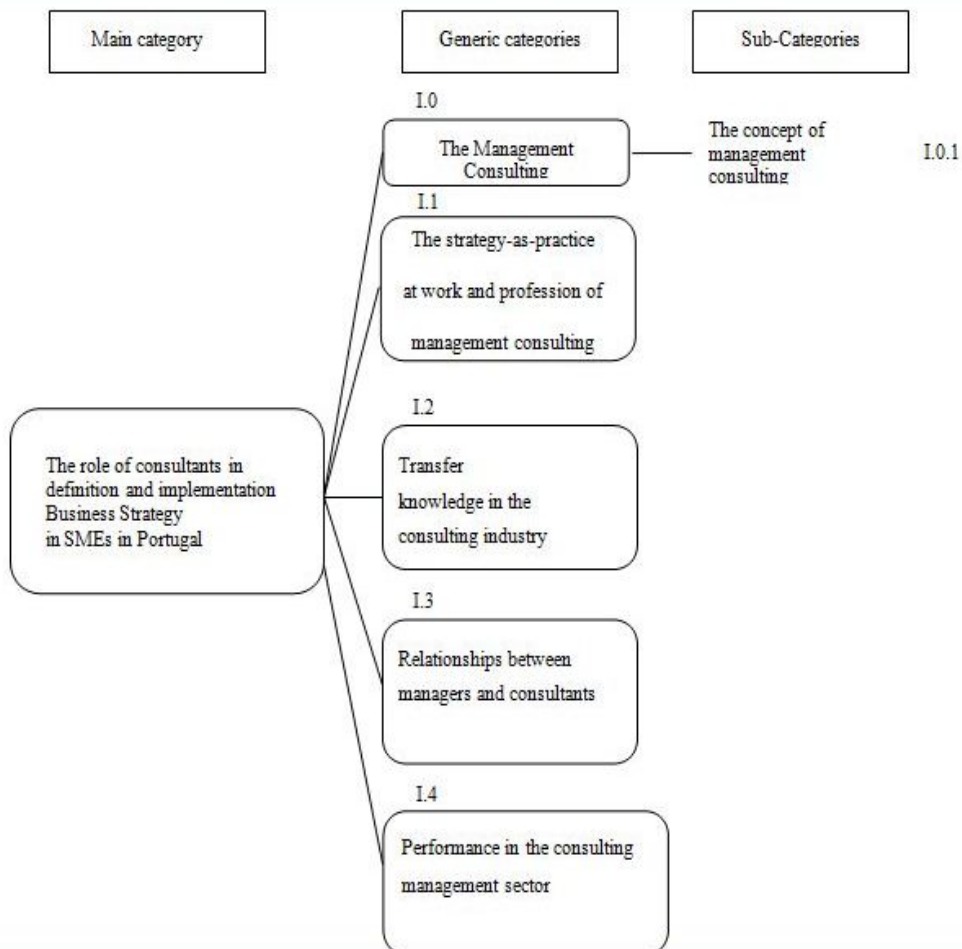 Main category
Generic categories
Sub-Categories
I.0
The Management
Consulting
The concept of
management
consulting
I.0.1
I.1
The strategy-as-practice
at work and profession of
management consulting
I.2
The role of consultants in
definition and implementation
Business Strategy
in SMEs in Portugal
Transfer
knowledge in the
consulting industry
I.3
Relationships between
managers and consultants
I.4
Performance in the consulting
management sector